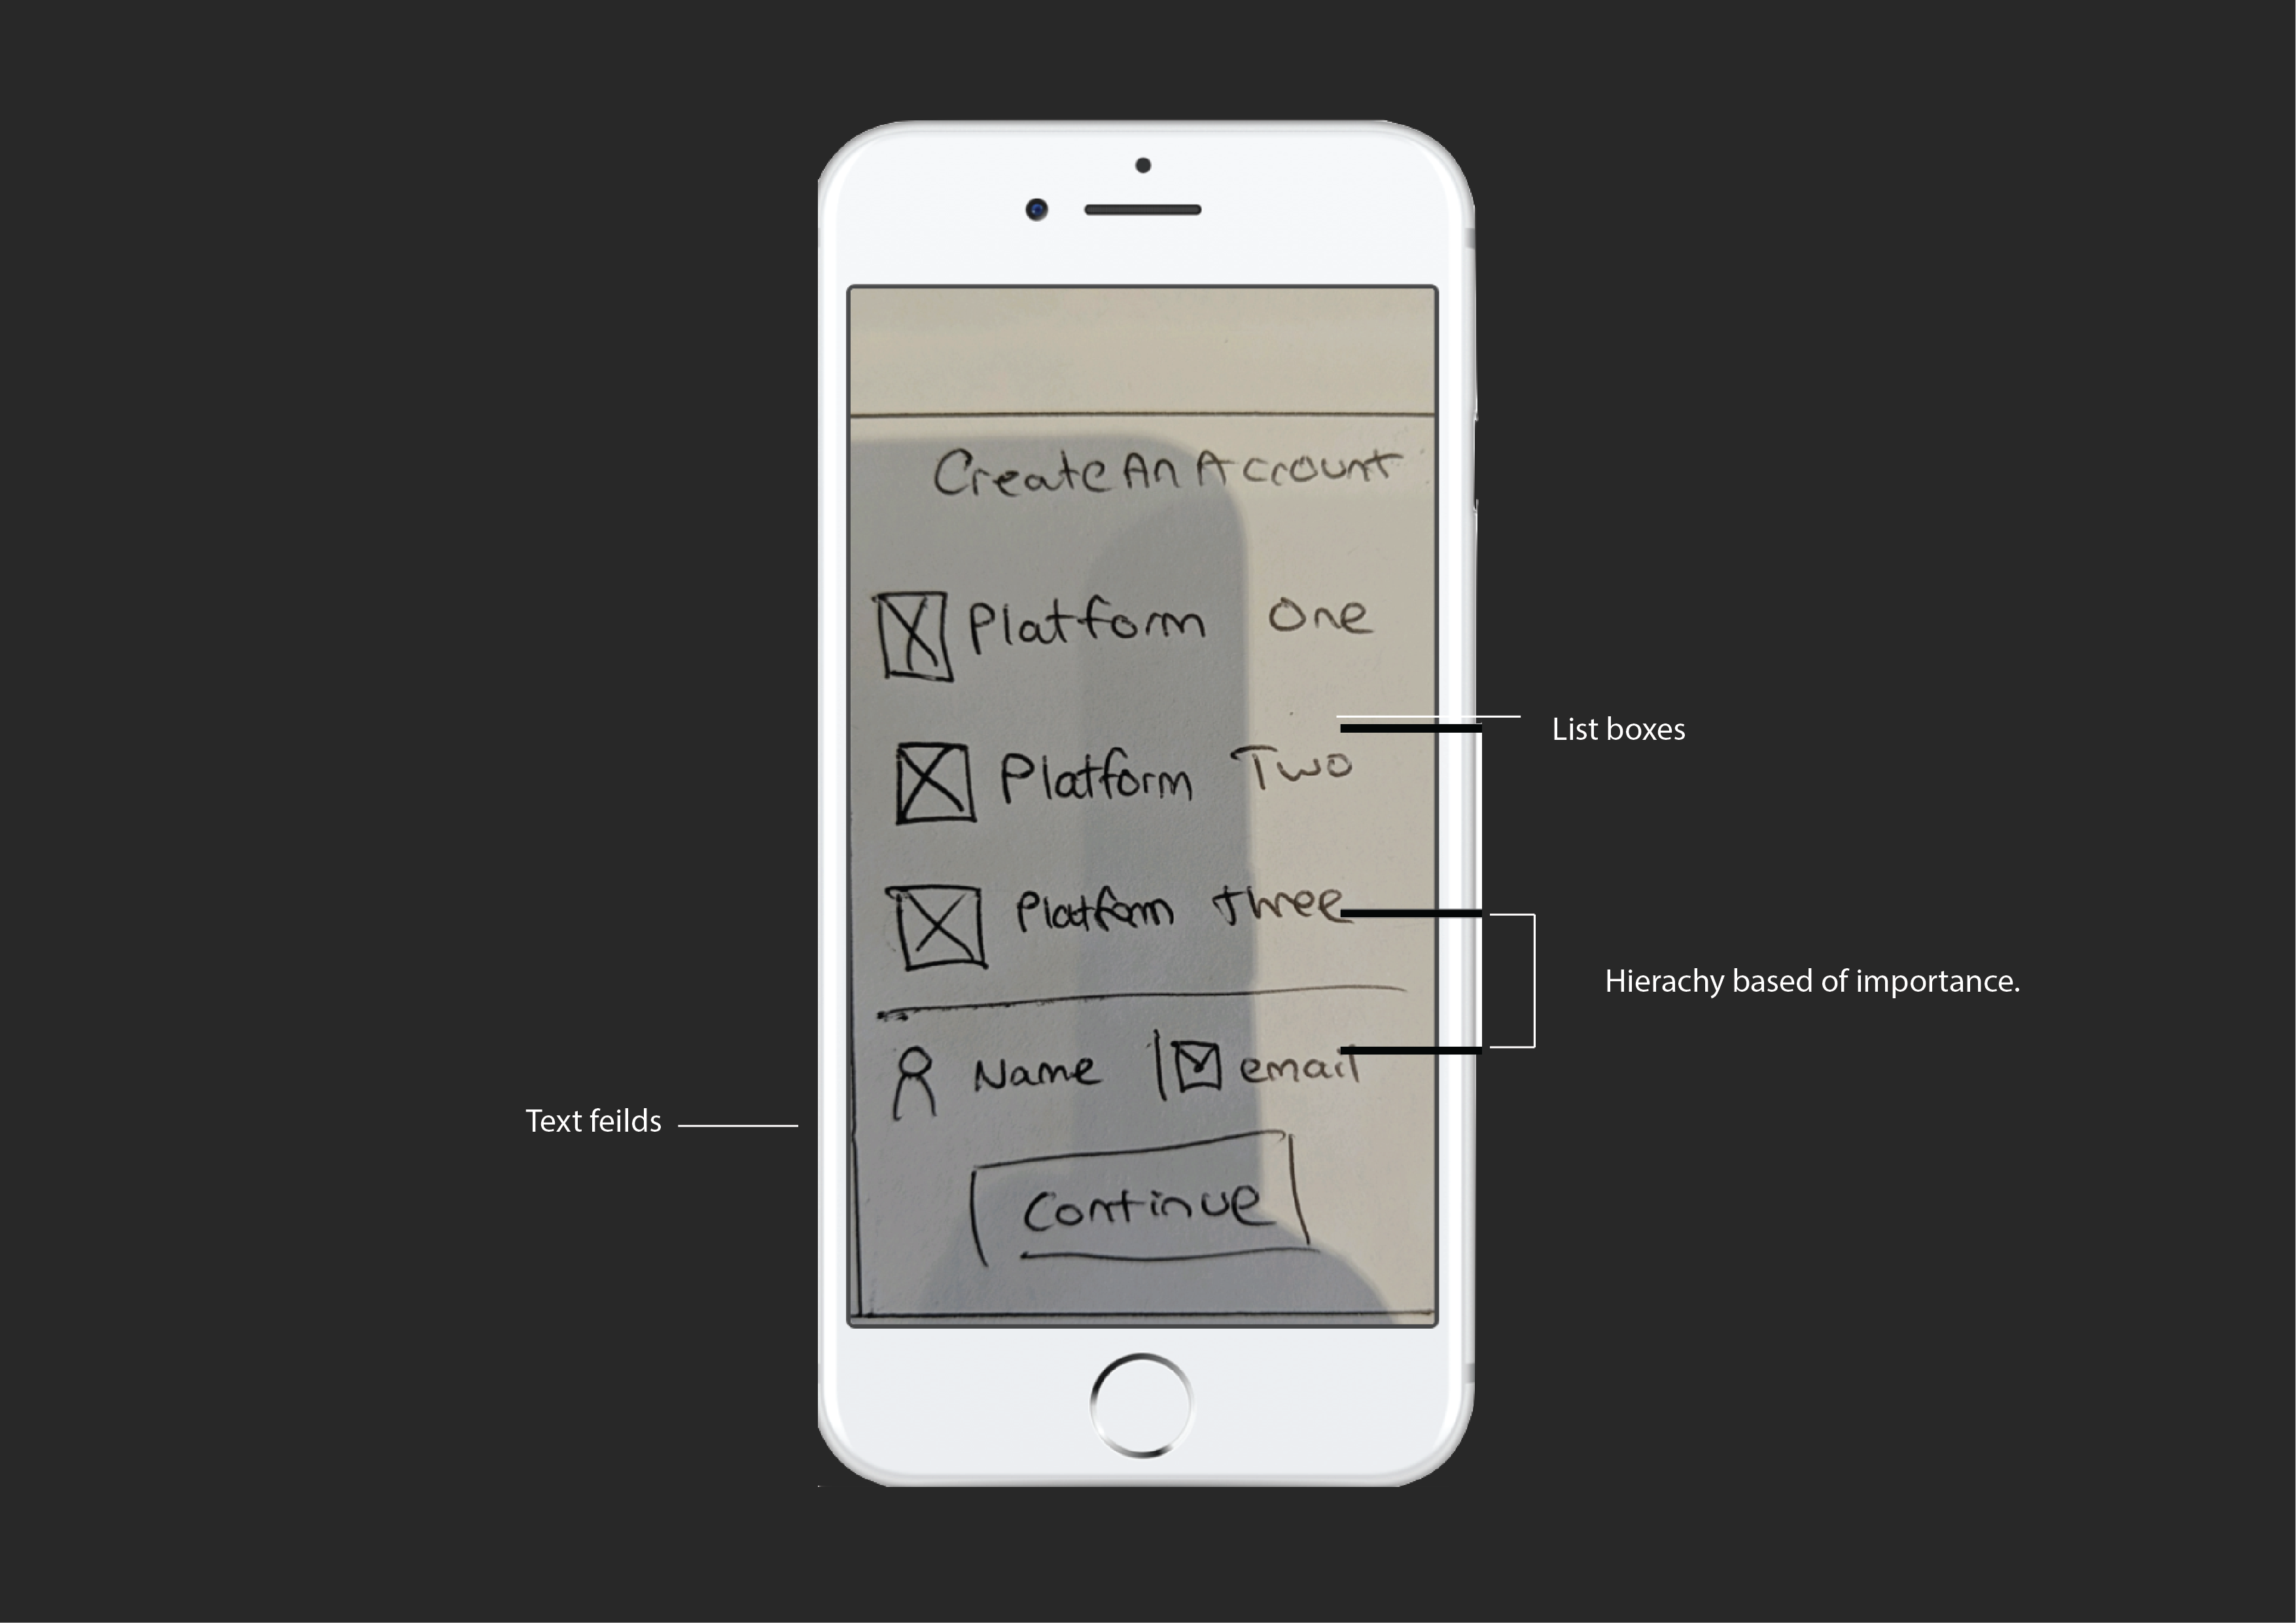 Create An Account
Platform One
List boxes
Platform Two
Platform three
Hierachy based of importance.
Name | email
Text feilds
Continue